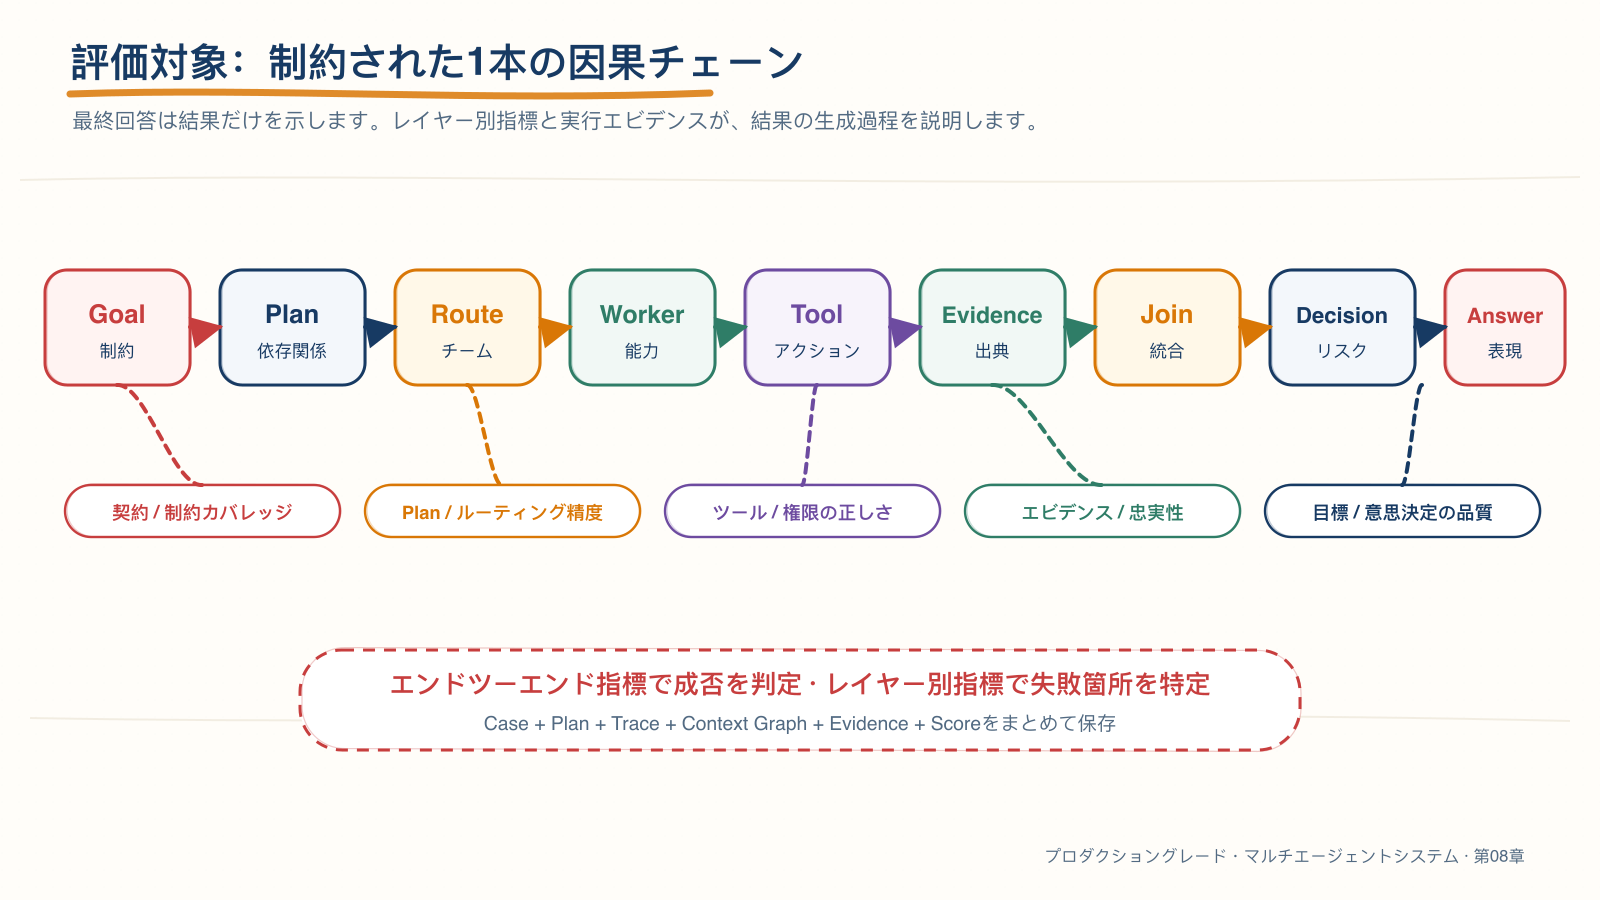 評価対象：制約された1本の因果チェーン
最終回答は結果だけを示します。レイヤー別指標と実行エビデンスが、結果の生成過程を説明します。
Goal
制約
Plan
依存関係
Route
チーム
Worker
能力
Tool
アクション
Evidence
出典
Join
統合
Decision
リスク
Answer
表現
契約 / 制約カバレッジ
Plan / ルーティング精度
ツール / 権限の正しさ
エビデンス / 忠実性
目標 / 意思決定の品質
エンドツーエンド指標で成否を判定 · レイヤー別指標で失敗箇所を特定
Case + Plan + Trace + Context Graph + Evidence + Scoreをまとめて保存
プロダクショングレード · マルチエージェントシステム · 第08章